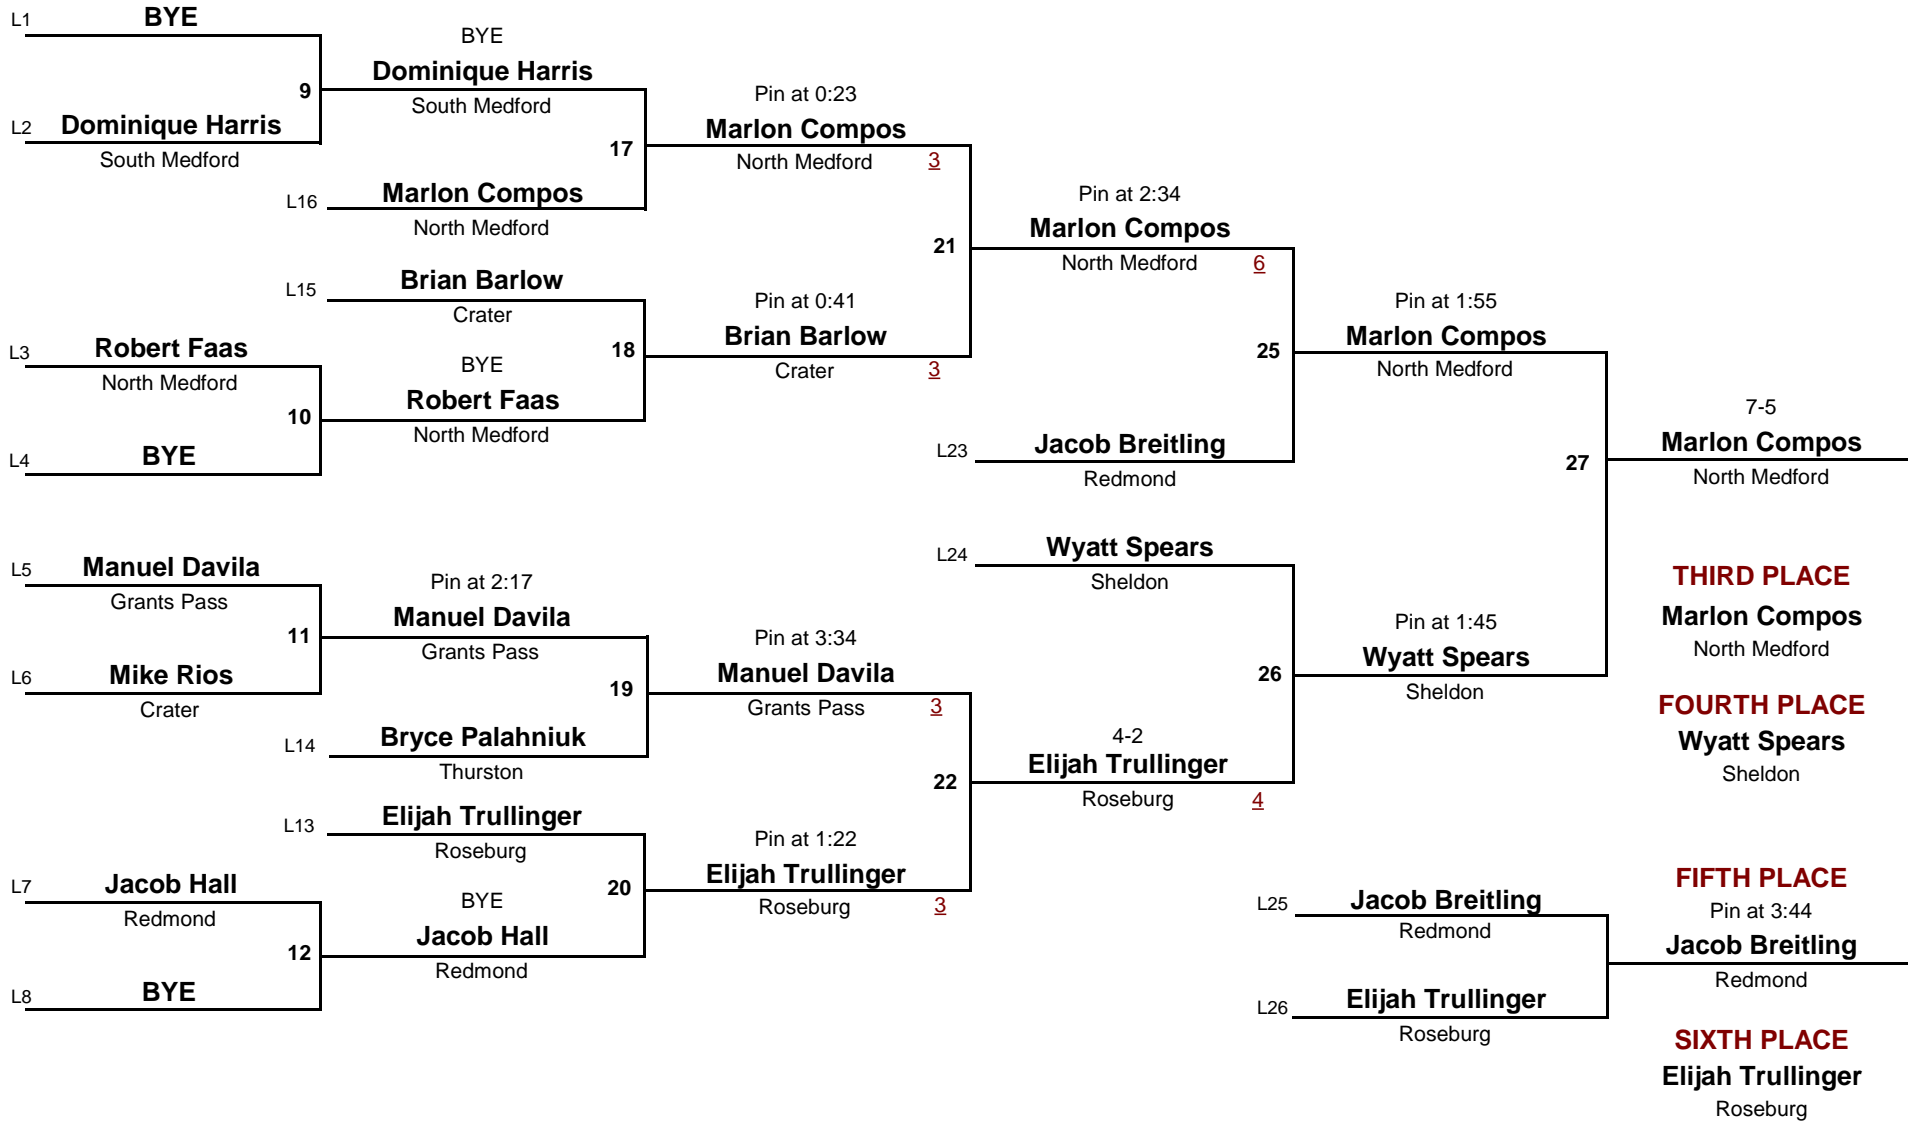 L1
BYE
BYE
Dominique Harris
9
South Medford
L2
Dominique Harris
South Medford
Pin at 0:23
Marlon Compos
17
North Medford
3
L16
Marlon Compos
North Medford
Pin at 2:34
Marlon Compos
21
North Medford
6
L15
Brian Barlow
Crater
Pin at 0:41
Brian Barlow
18
Crater
3
L3
Robert Faas
North Medford
BYE
Robert Faas
10
North Medford
L4
BYE
Pin at 1:55
Marlon Compos
25
North Medford
L23
Jacob Breitling
Redmond
7-5
Marlon Compos
27
North Medford
L5
Manuel Davila
Grants Pass
Pin at 2:17
Manuel Davila
11
Grants Pass
L6
Mike Rios
Crater
Pin at 3:34
Manuel Davila
19
Grants Pass
3
L14
Bryce Palahniuk
Thurston
L24
Wyatt Spears
Sheldon
Pin at 1:45
Wyatt Spears
26
Sheldon
THIRD PLACE
Marlon Compos
North Medford
FOURTH PLACE
Wyatt Spears
Sheldon
4-2
Elijah Trullinger
22
Roseburg
4
L13
Elijah Trullinger
Roseburg
Pin at 1:22
Elijah Trullinger
20
Roseburg
3
L7
Jacob Hall
Redmond
BYE
Jacob Hall
12
Redmond
L8
BYE
L25
Jacob Breitling
Redmond
FIFTH PLACE
Pin at 3:44
Jacob Breitling
Redmond
L26
Elijah Trullinger
Roseburg
SIXTH PLACE
Elijah Trullinger
Roseburg